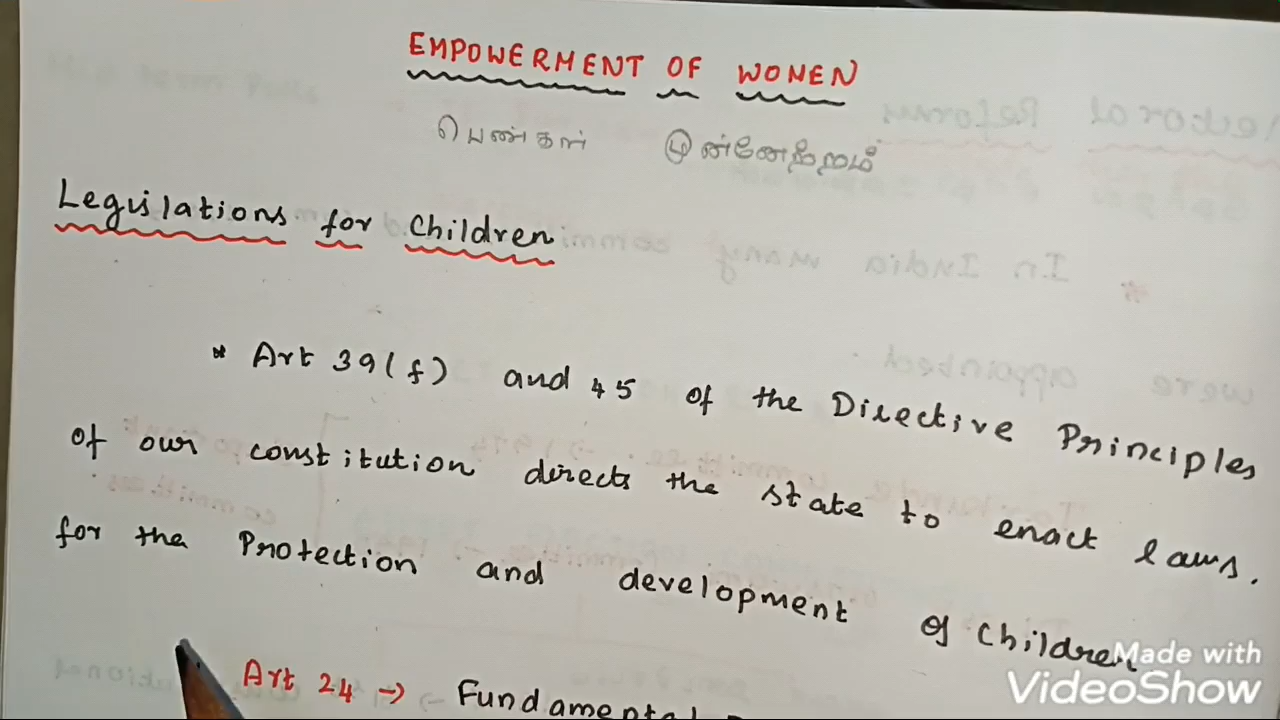 EMPOWERMENT OF WOMEN
பெண்கள் முன்னேற்றம்
Legislations for Children
* Art 39(f) and 45 of the Directive Principles
of our constitution directs the state to enact laws.
for the Protection and development of Children
Art 24 → Fundamental
Made with
VideoShow